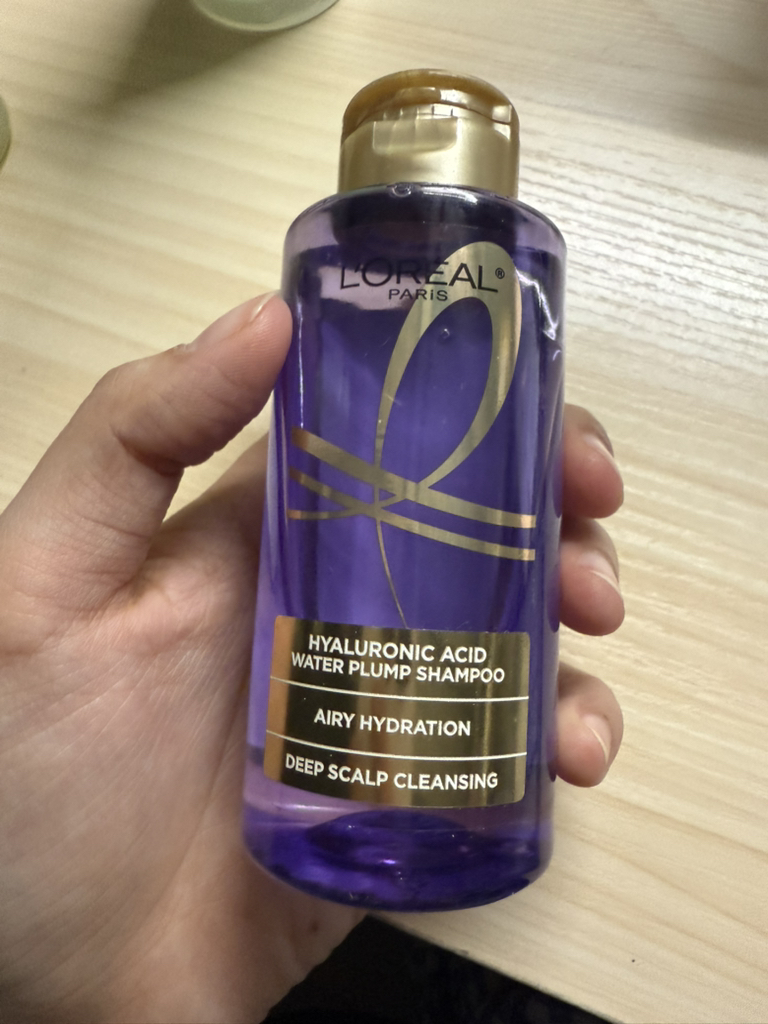 L'ORÉAL®
PARIS
HYALURONIC ACID
WATER PLUMP SHAMPOO
AIRY HYDRATION
DEEP SCALP CLEANSING